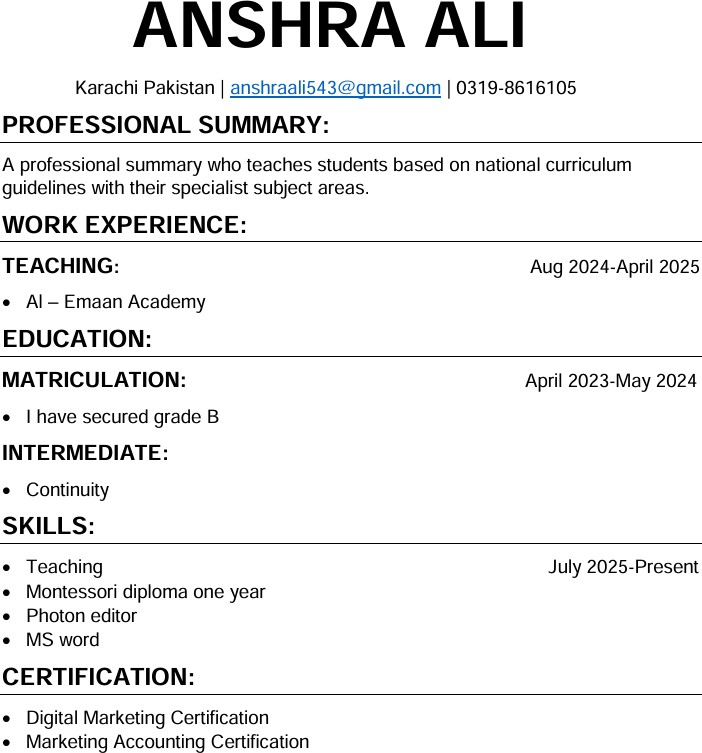 ANSHRA ALI
Karachi Pakistan | anshraali543@gmail.com | 0319-8616105
PROFESSIONAL SUMMARY:
A professional summary who teaches students based on national curriculum
guidelines with their specialist subject areas.
WORK EXPERIENCE:
TEACHING: Aug 2024-April 2025
• Al – Emaan Academy
EDUCATION:
MATRICULATION: April 2023-May 2024
• I have secured grade B
INTERMEDIATE:
• Continuity
SKILLS:
• Teaching July 2025-Present
• Montessori diploma one year
• Photon editor
• MS word
CERTIFICATION:
• Digital Marketing Certification
• Marketing Accounting Certification